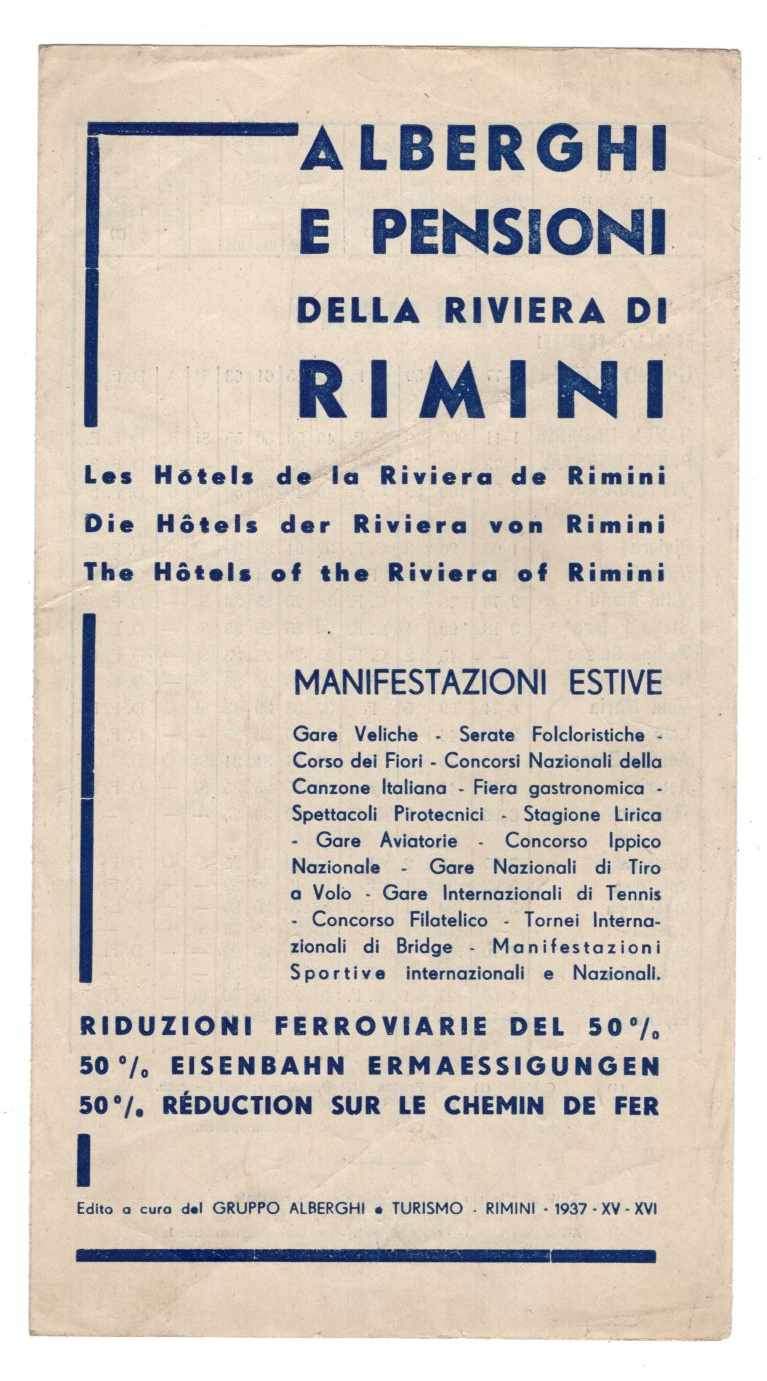 ALBERGHI
E PENSIONI
DELLA RIVIERA DI
RIMINI
Les Hôtels de la Riviera de Rimini
Die Hôtels der Riviera von Rimini
The Hôtels of the Riviera of Rimini
MANIFESTAZIONI ESTIVE
Gare Veliche - Serate Folcloristiche -
Corso dei Fiori - Concorsi Nazionali della
Canzone Italiana - Fiera gastronomica -
Spettacoli Pirotecnici - Stagione Lirica
- Gare Aviatorie - Concorso Ippico
Nazionale - Gare Nazionali di Tiro
a Volo - Gare Internazionali di Tennis
- Concorso Filatelico - Tornei Interna-
zionali di Bridge - Manifestazioni
Sportive internazionali e Nazionali.
RIDUZIONI FERROVIARIE DEL 50%
50% EISENBAHN ERMAESSIGUNGEN
50%. RÉDUCTION SUR LE CHEMIN DE FER
Edito a cura del GRUPPO ALBERGHI e TURISMO - RIMINI - 1937 - XV - XVI